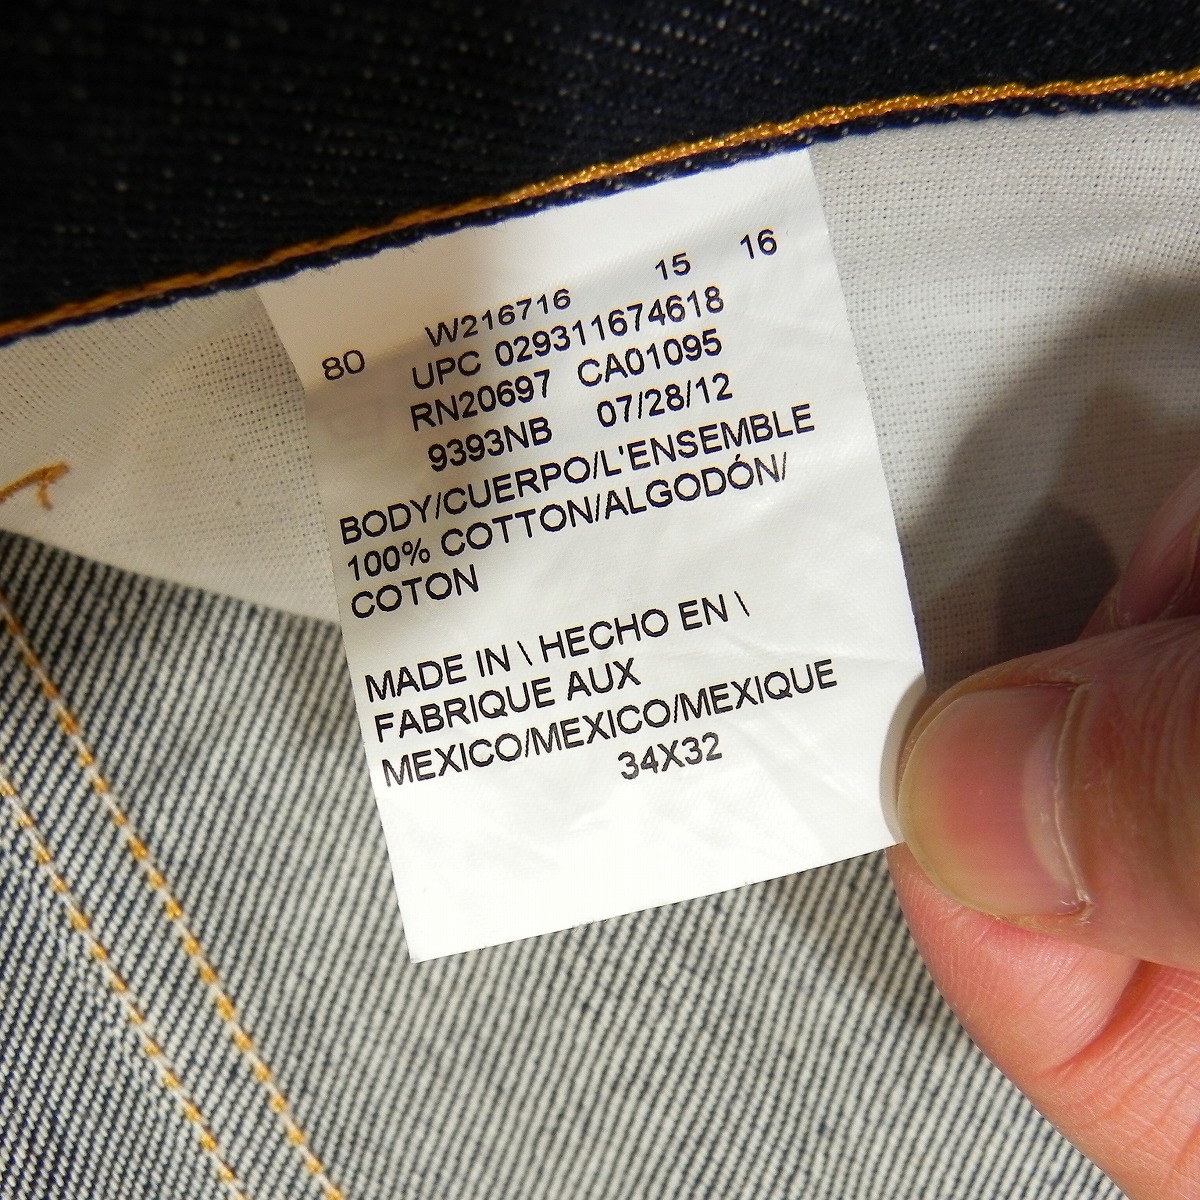 15 16
80 W216716
UPC 029311674618
RN20697 CA01095
9393NB 07/28/12
BODY/CUERPO/L'ENSEMBLE
100% COTTON/ALGODÓN/
COTON
MADE IN \ HECHO EN \
FABRIQUE AUX
MEXICO/MEXICO/MEXIQUE
34X32